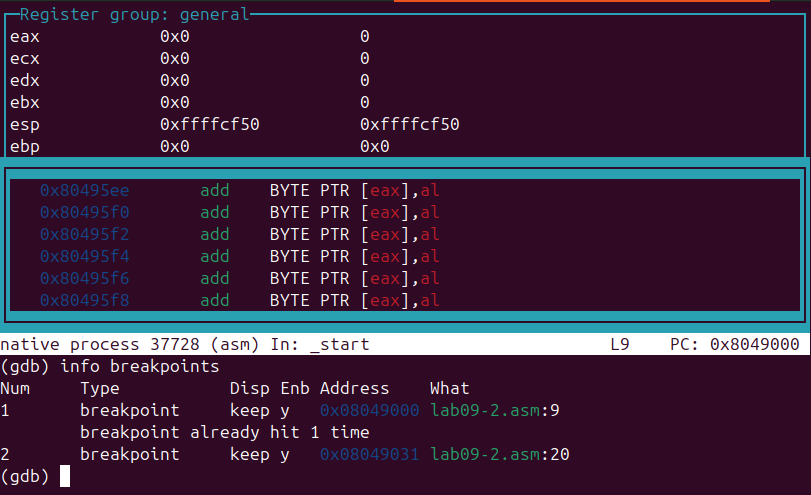 Register group: general
eax 0x0 0
ecx 0x0 0
edx 0x0 0
ebx 0x0 0
esp 0xffffcf50 0xffffcf50
ebp 0x0 0x0
0x80495ee add BYTE PTR [eax],al
0x80495f0 add BYTE PTR [eax],al
0x80495f2 add BYTE PTR [eax],al
0x80495f4 add BYTE PTR [eax],al
0x80495f6 add BYTE PTR [eax],al
0x80495f8 add BYTE PTR [eax],al
native process 37728 (asm) In: _start L9 PC: 0x8049000
(gdb) info breakpoints
Num Type Disp Enb Address What
1 breakpoint keep y 0x08049000 lab09-2.asm:9
breakpoint already hit 1 time
2 breakpoint keep y 0x08049031 lab09-2.asm:20
(gdb)